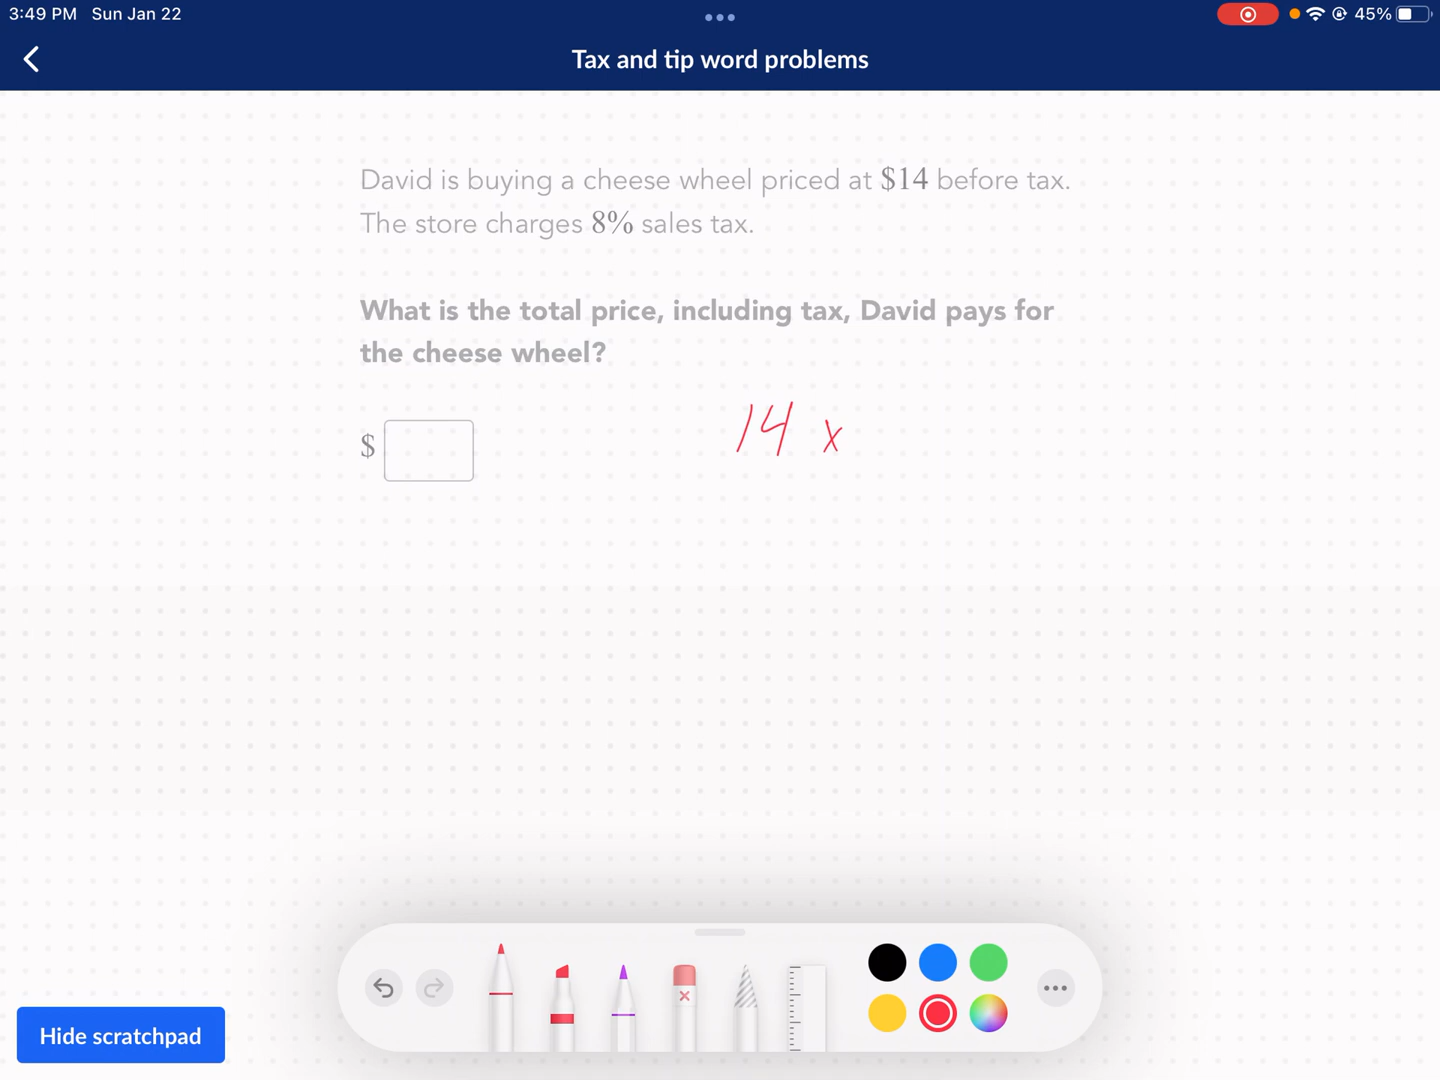 3:49 PM Sun Jan 22
45%
Tax and tip word problems
David is buying a cheese wheel priced at $14 before tax.
The store charges 8% sales tax.
What is the total price, including tax, David pays for
the cheese wheel?
$
14 x
Hide scratchpad